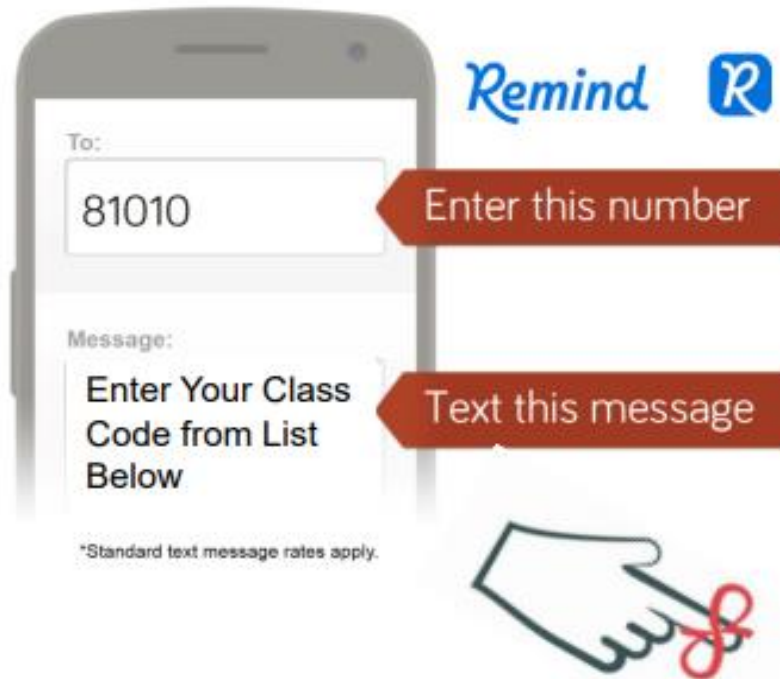 Remind
R
To:
81010
Enter this number
Message:
Enter Your Class
Code from List
Below
Text this message
*Standard text message rates apply.